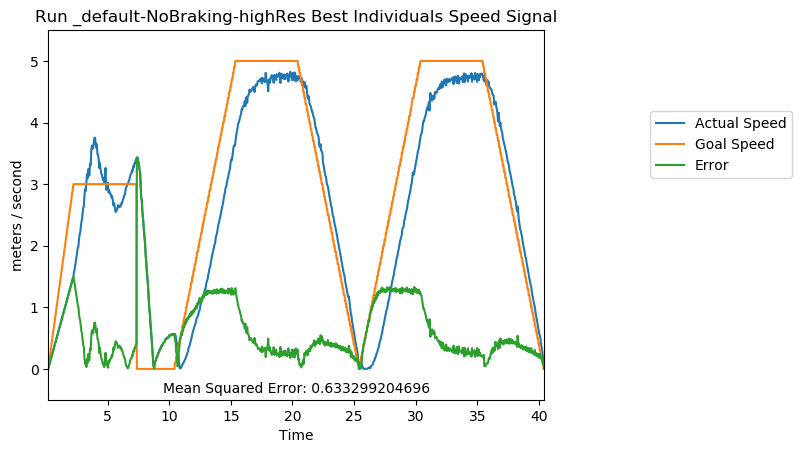 Run _default-NoBraking-highRes Best Individuals Speed Signal
5
4
3
2
1
0
meters / second
Actual Speed
Goal Speed
Error
Mean Squared Error: 0.633299204696
5 10 15 20 25 30 35 40
Time